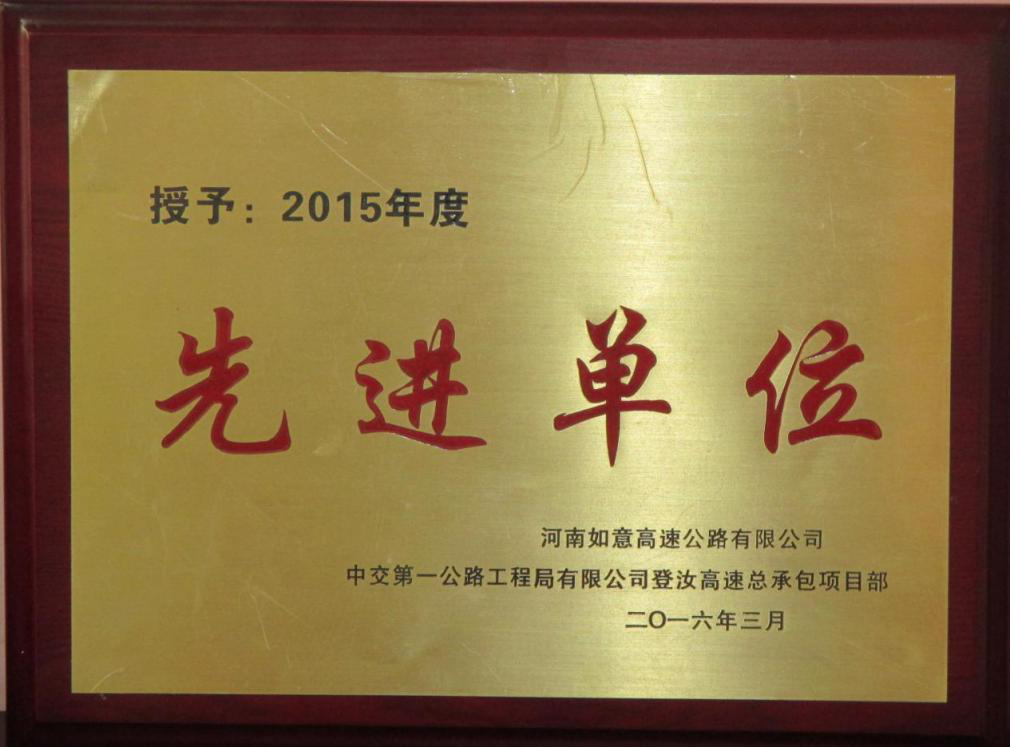 授予：2015年度
先进单位
河南如意高速公路有限公司
中交第一公路工程局有限公司登汝高速总承包项目部
二〇一六年三月